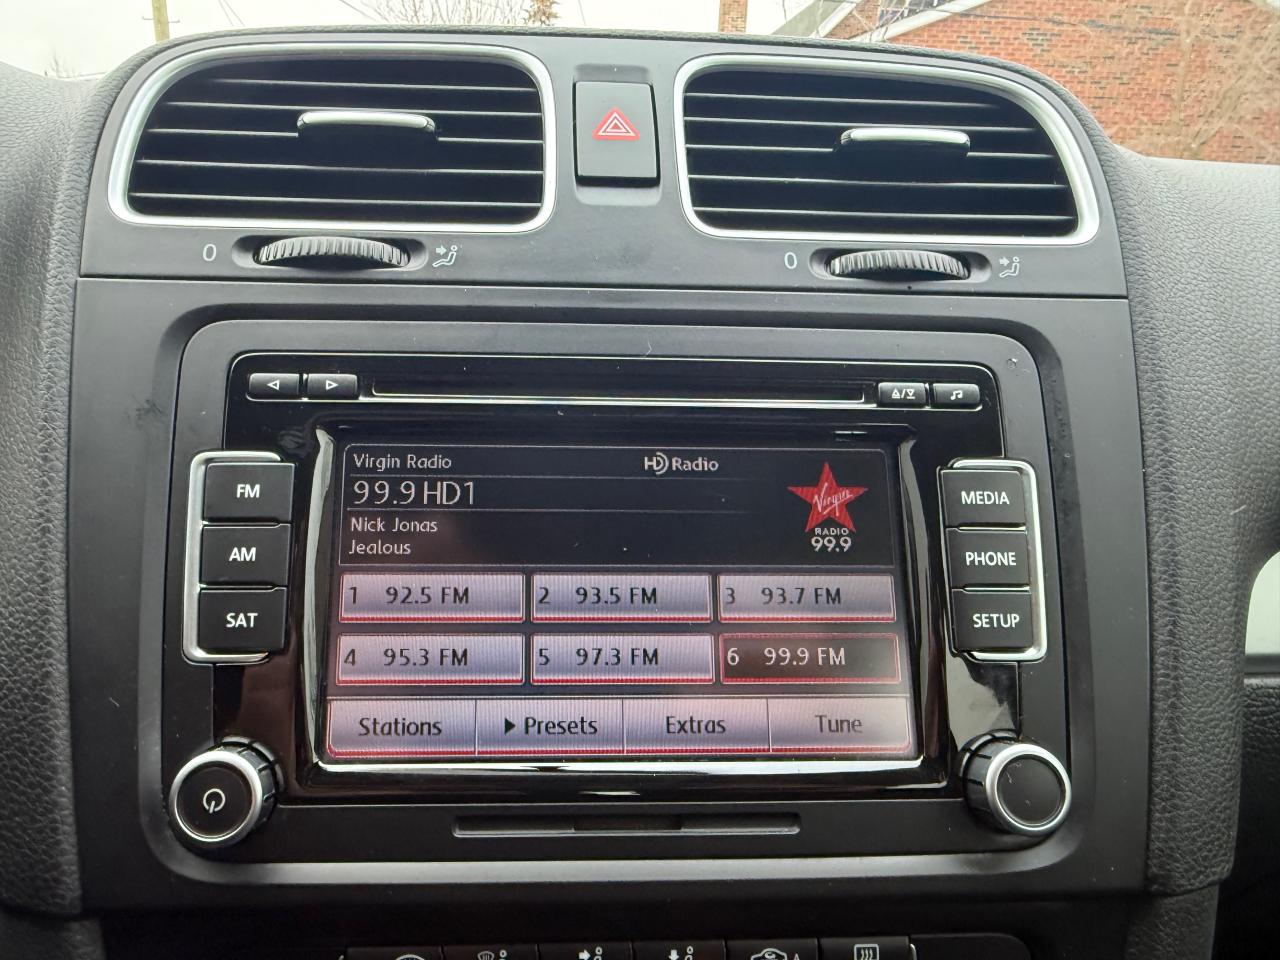 0
0
Virgin Radio
HD Radio
99.9 HD1
Nick Jonas
Jealous
Virgin
RADIO
99.9
FM
AM
SAT
MEDIA
PHONE
SETUP
1 92.5 FM
2 93.5 FM
3 93.7 FM
4 95.3 FM
5 97.3 FM
6 99.9 FM
Stations
Presets
Extras
Tune